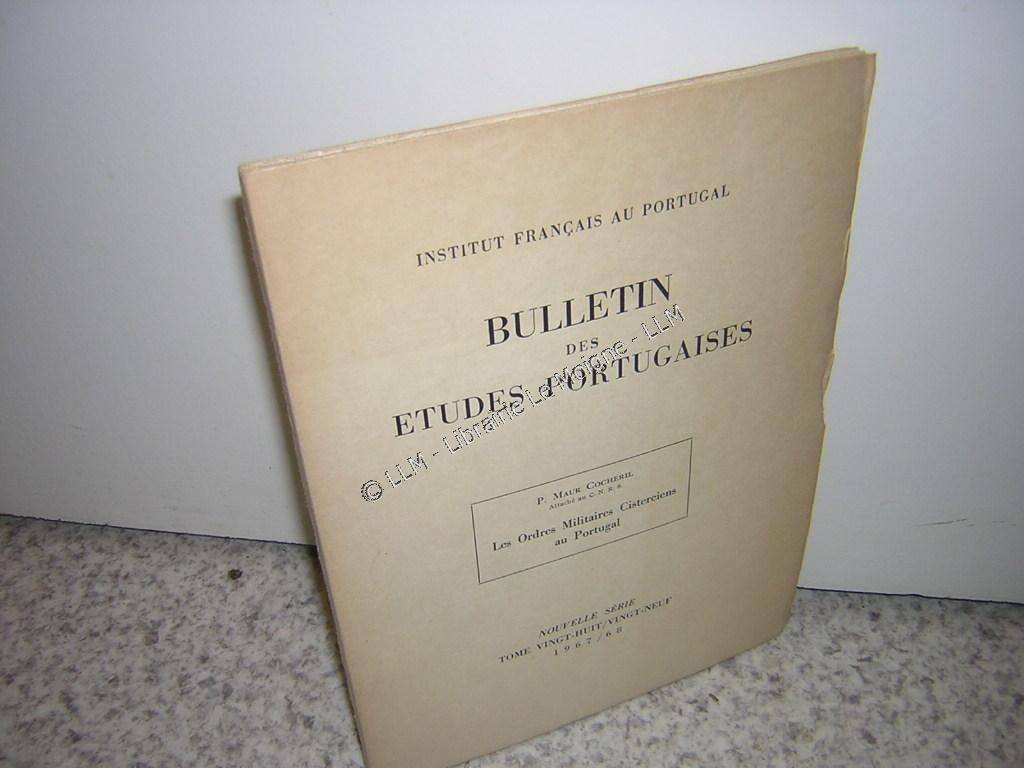 INSTITUT FRANÇAIS AU PORTUGAL
BULLETIN
DES
ETUDES PORTUGAISES
© LLM - Librairie Le Moigne - LLM
P. MAUR COCHERIL
Attaché au C. N. R. S.
Les Ordres Militaires Cisterciens
au Portugal
NOUVELLE SÉRIE
TOME VINGT-HUIT/VINGT-NEUF
1967/68